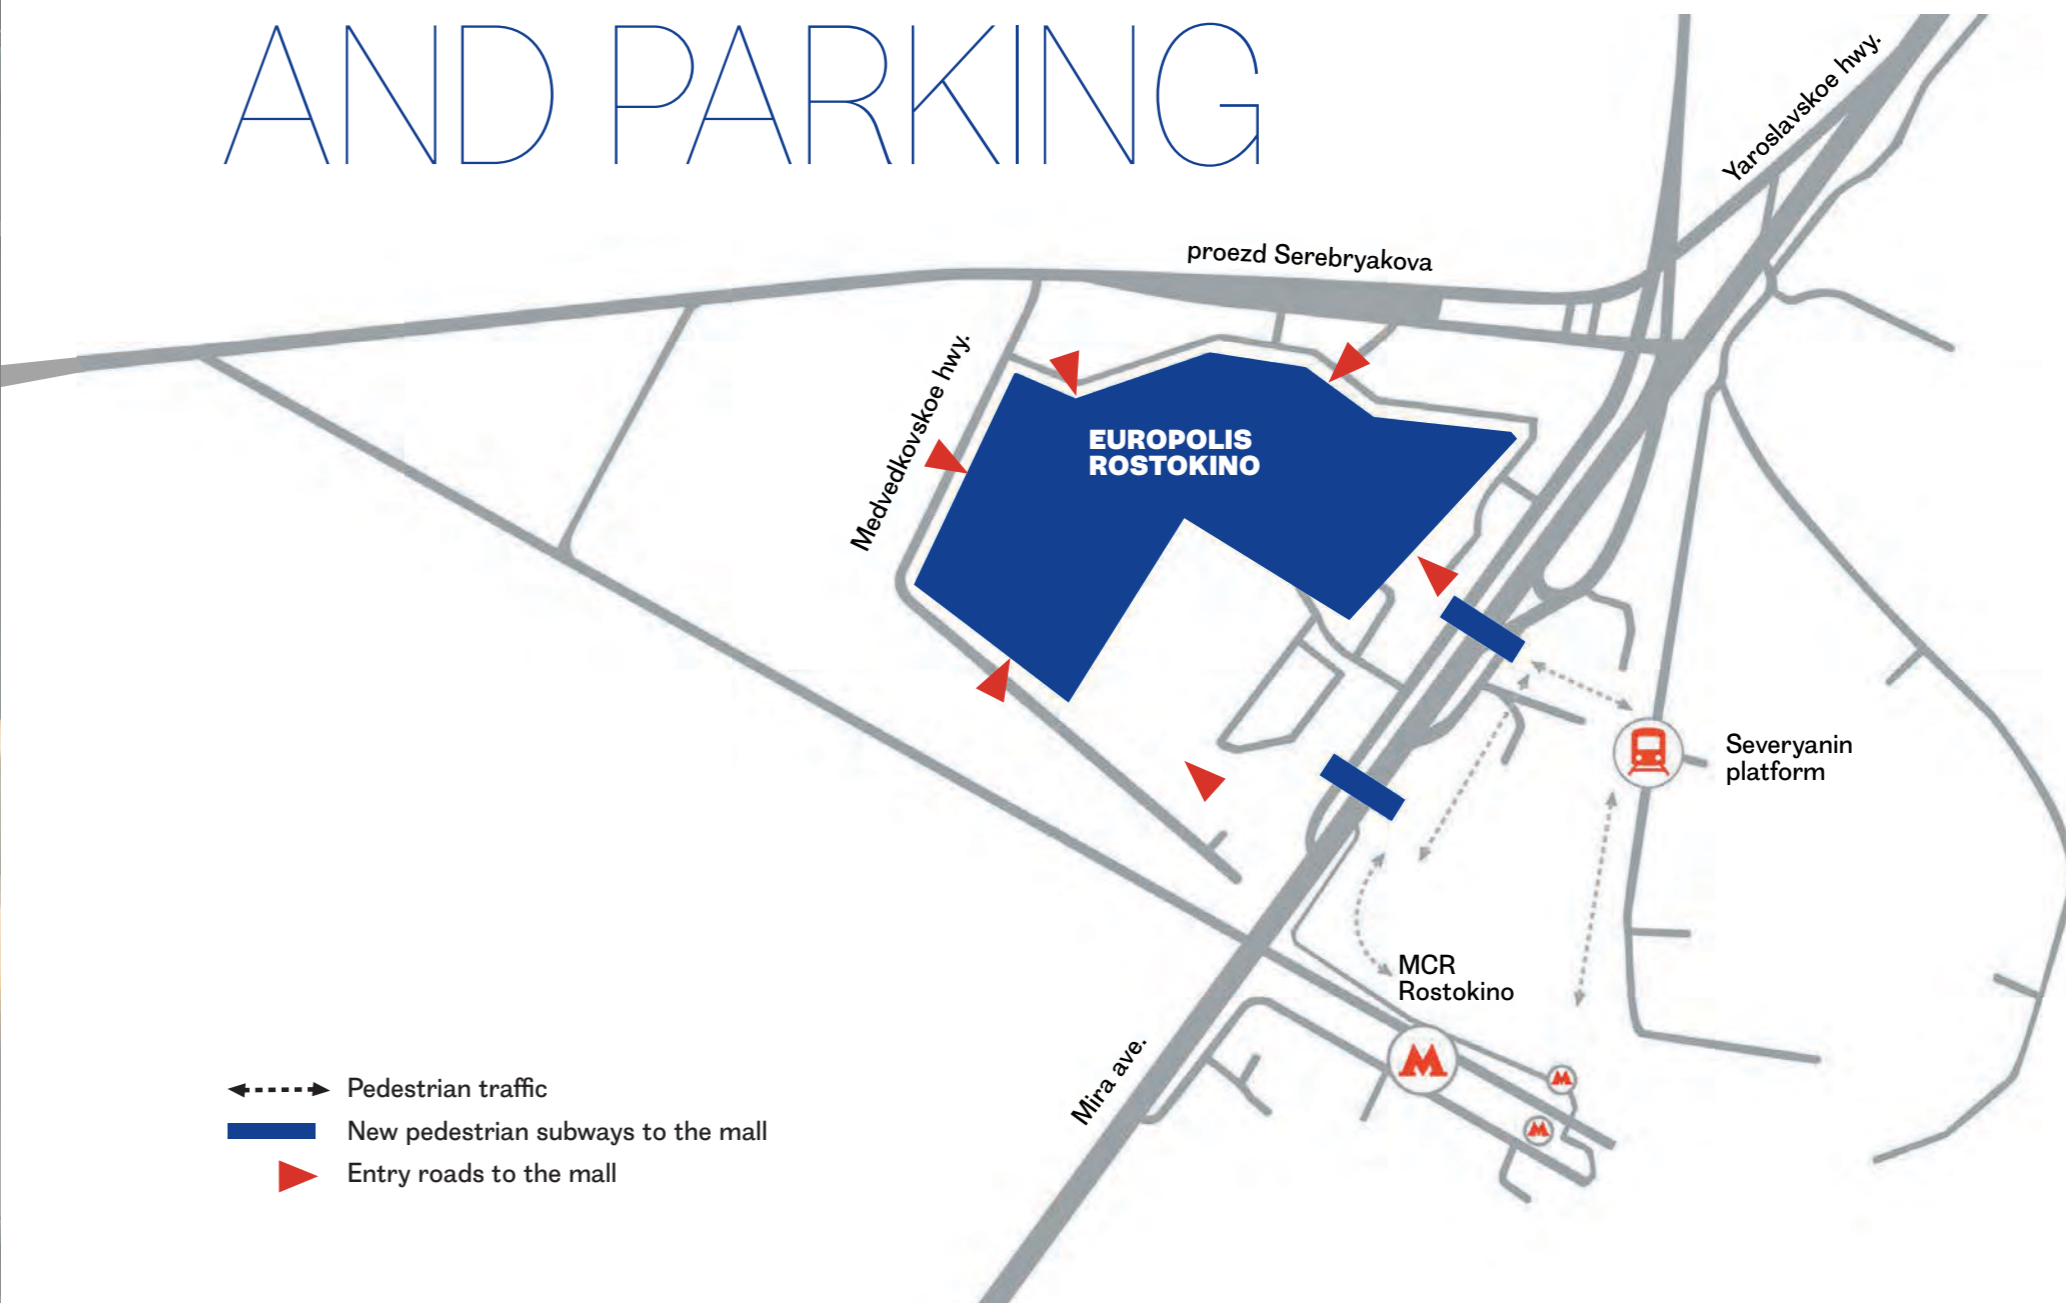 AND PARKING
Yaroslavskoe hwy.
proezd Serebryakova
Medvedkovskoe hwy.
EUROPOLIS
ROSTOKINO
Severyanin
platform
MCR
Rostokino
Mira ave.
Pedestrian traffic
New pedestrian subways to the mall
Entry roads to the mall